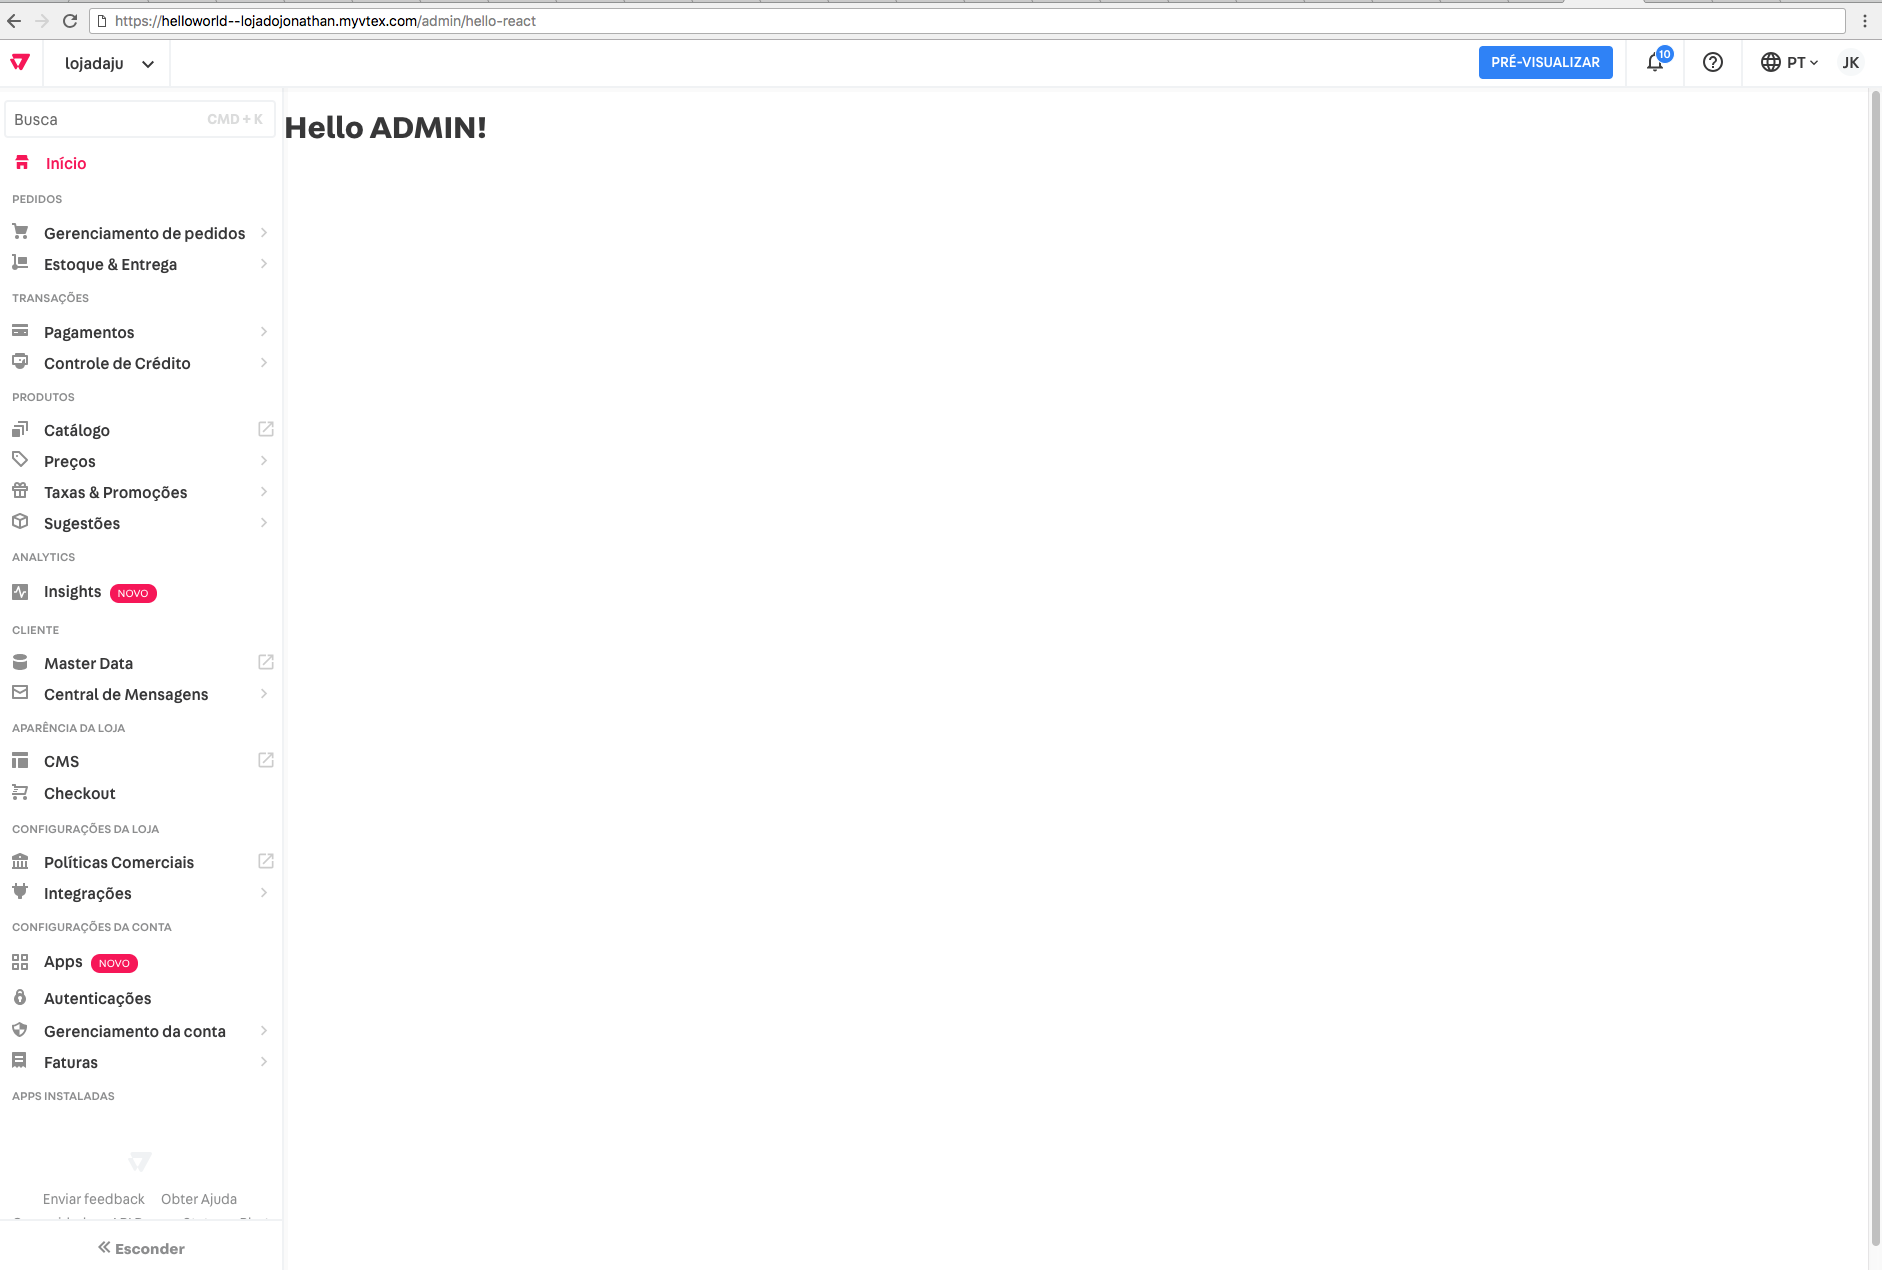 https://helloworld--lojadojonathan.myvtex.com/admin/hello-react
lojadaju
PRÉ-VISUALIZAR
10
PT
JK
Busca CMD + K
Hello ADMIN!
Início
PEDIDOS
Gerenciamento de pedidos
Estoque & Entrega
TRANSAÇÕES
Pagamentos
Controle de Crédito
PRODUTOS
Catálogo
Preços
Taxas & Promoções
Sugestões
ANALYTICS
Insights NOVO
CLIENTE
Master Data
Central de Mensagens
APARÊNCIA DA LOJA
CMS
Checkout
CONFIGURAÇÕES DA LOJA
Políticas Comerciais
Integrações
CONFIGURAÇÕES DA CONTA
Apps NOVO
Autenticações
Gerenciamento da conta
Faturas
APPS INSTALADAS
Enviar feedback Obter Ajuda
Esconder